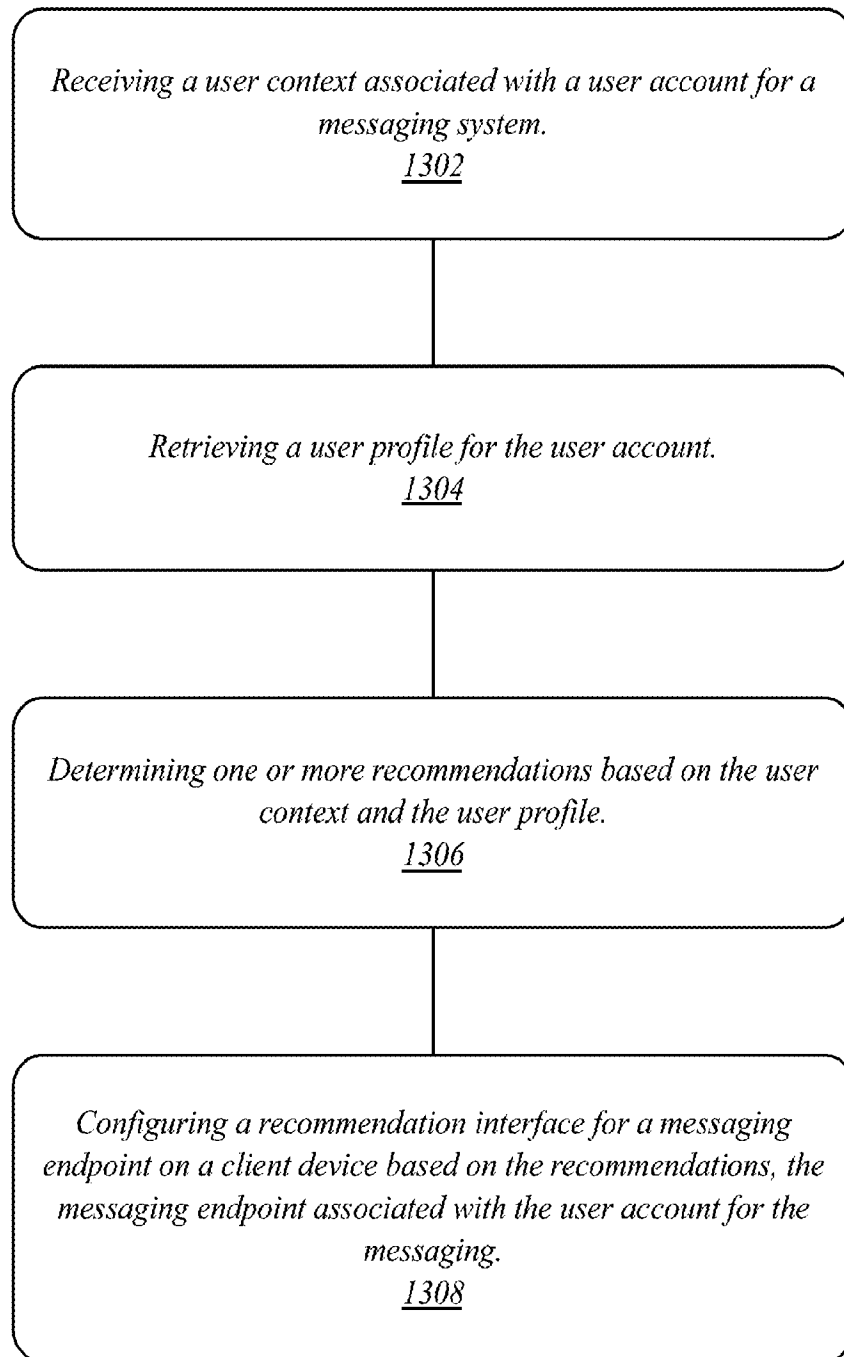 Receiving a user context associated with a user account for a
messaging system.
1302
Retrieving a user profile for the user account.
1304
Determining one or more recommendations based on the user
context and the user profile.
1306
Configuring a recommendation interface for a messaging
endpoint on a client device based on the recommendations, the
messaging endpoint associated with the user account for the
messaging.
1308